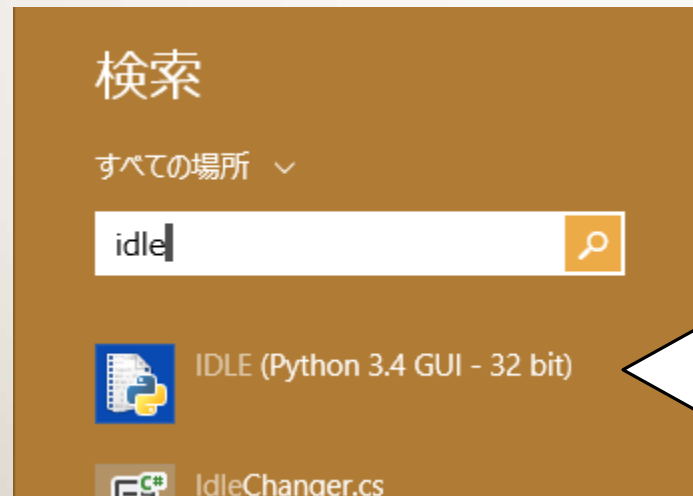 検索
すべての場所
idle
IDLE (Python 3.4 GUI - 32 bit)
C#
IdleChanger.cs